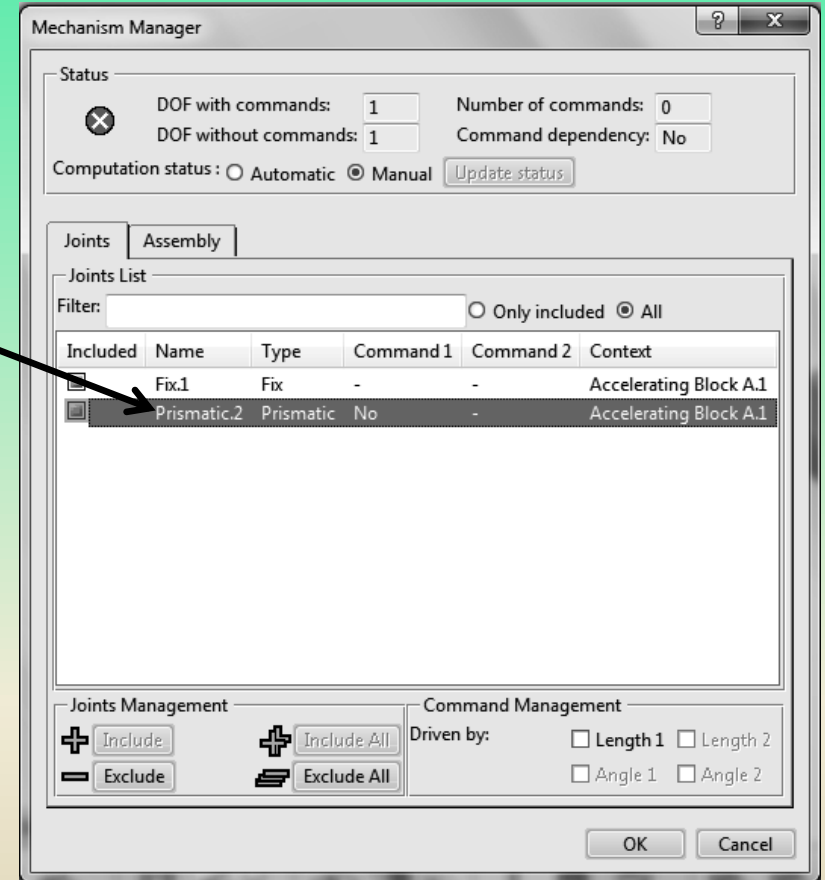 Mechanism Manager ? X
Status
DOF with commands: 1 Number of commands: 0
DOF without commands: 1 Command dependency: No
Computation status : Automatic Manual Update status
Joints Assembly
Joints List
Filter: Only included All
Included Name Type Command 1 Command 2 Context
Fix.1 Fix - - Accelerating Block A.1
Prismatic.2 Prismatic No - Accelerating Block A.1
Joints Management Command Management
Include Include All Driven by: Length 1 Length 2
Exclude Exclude All Angle 1 Angle 2
OK Cancel